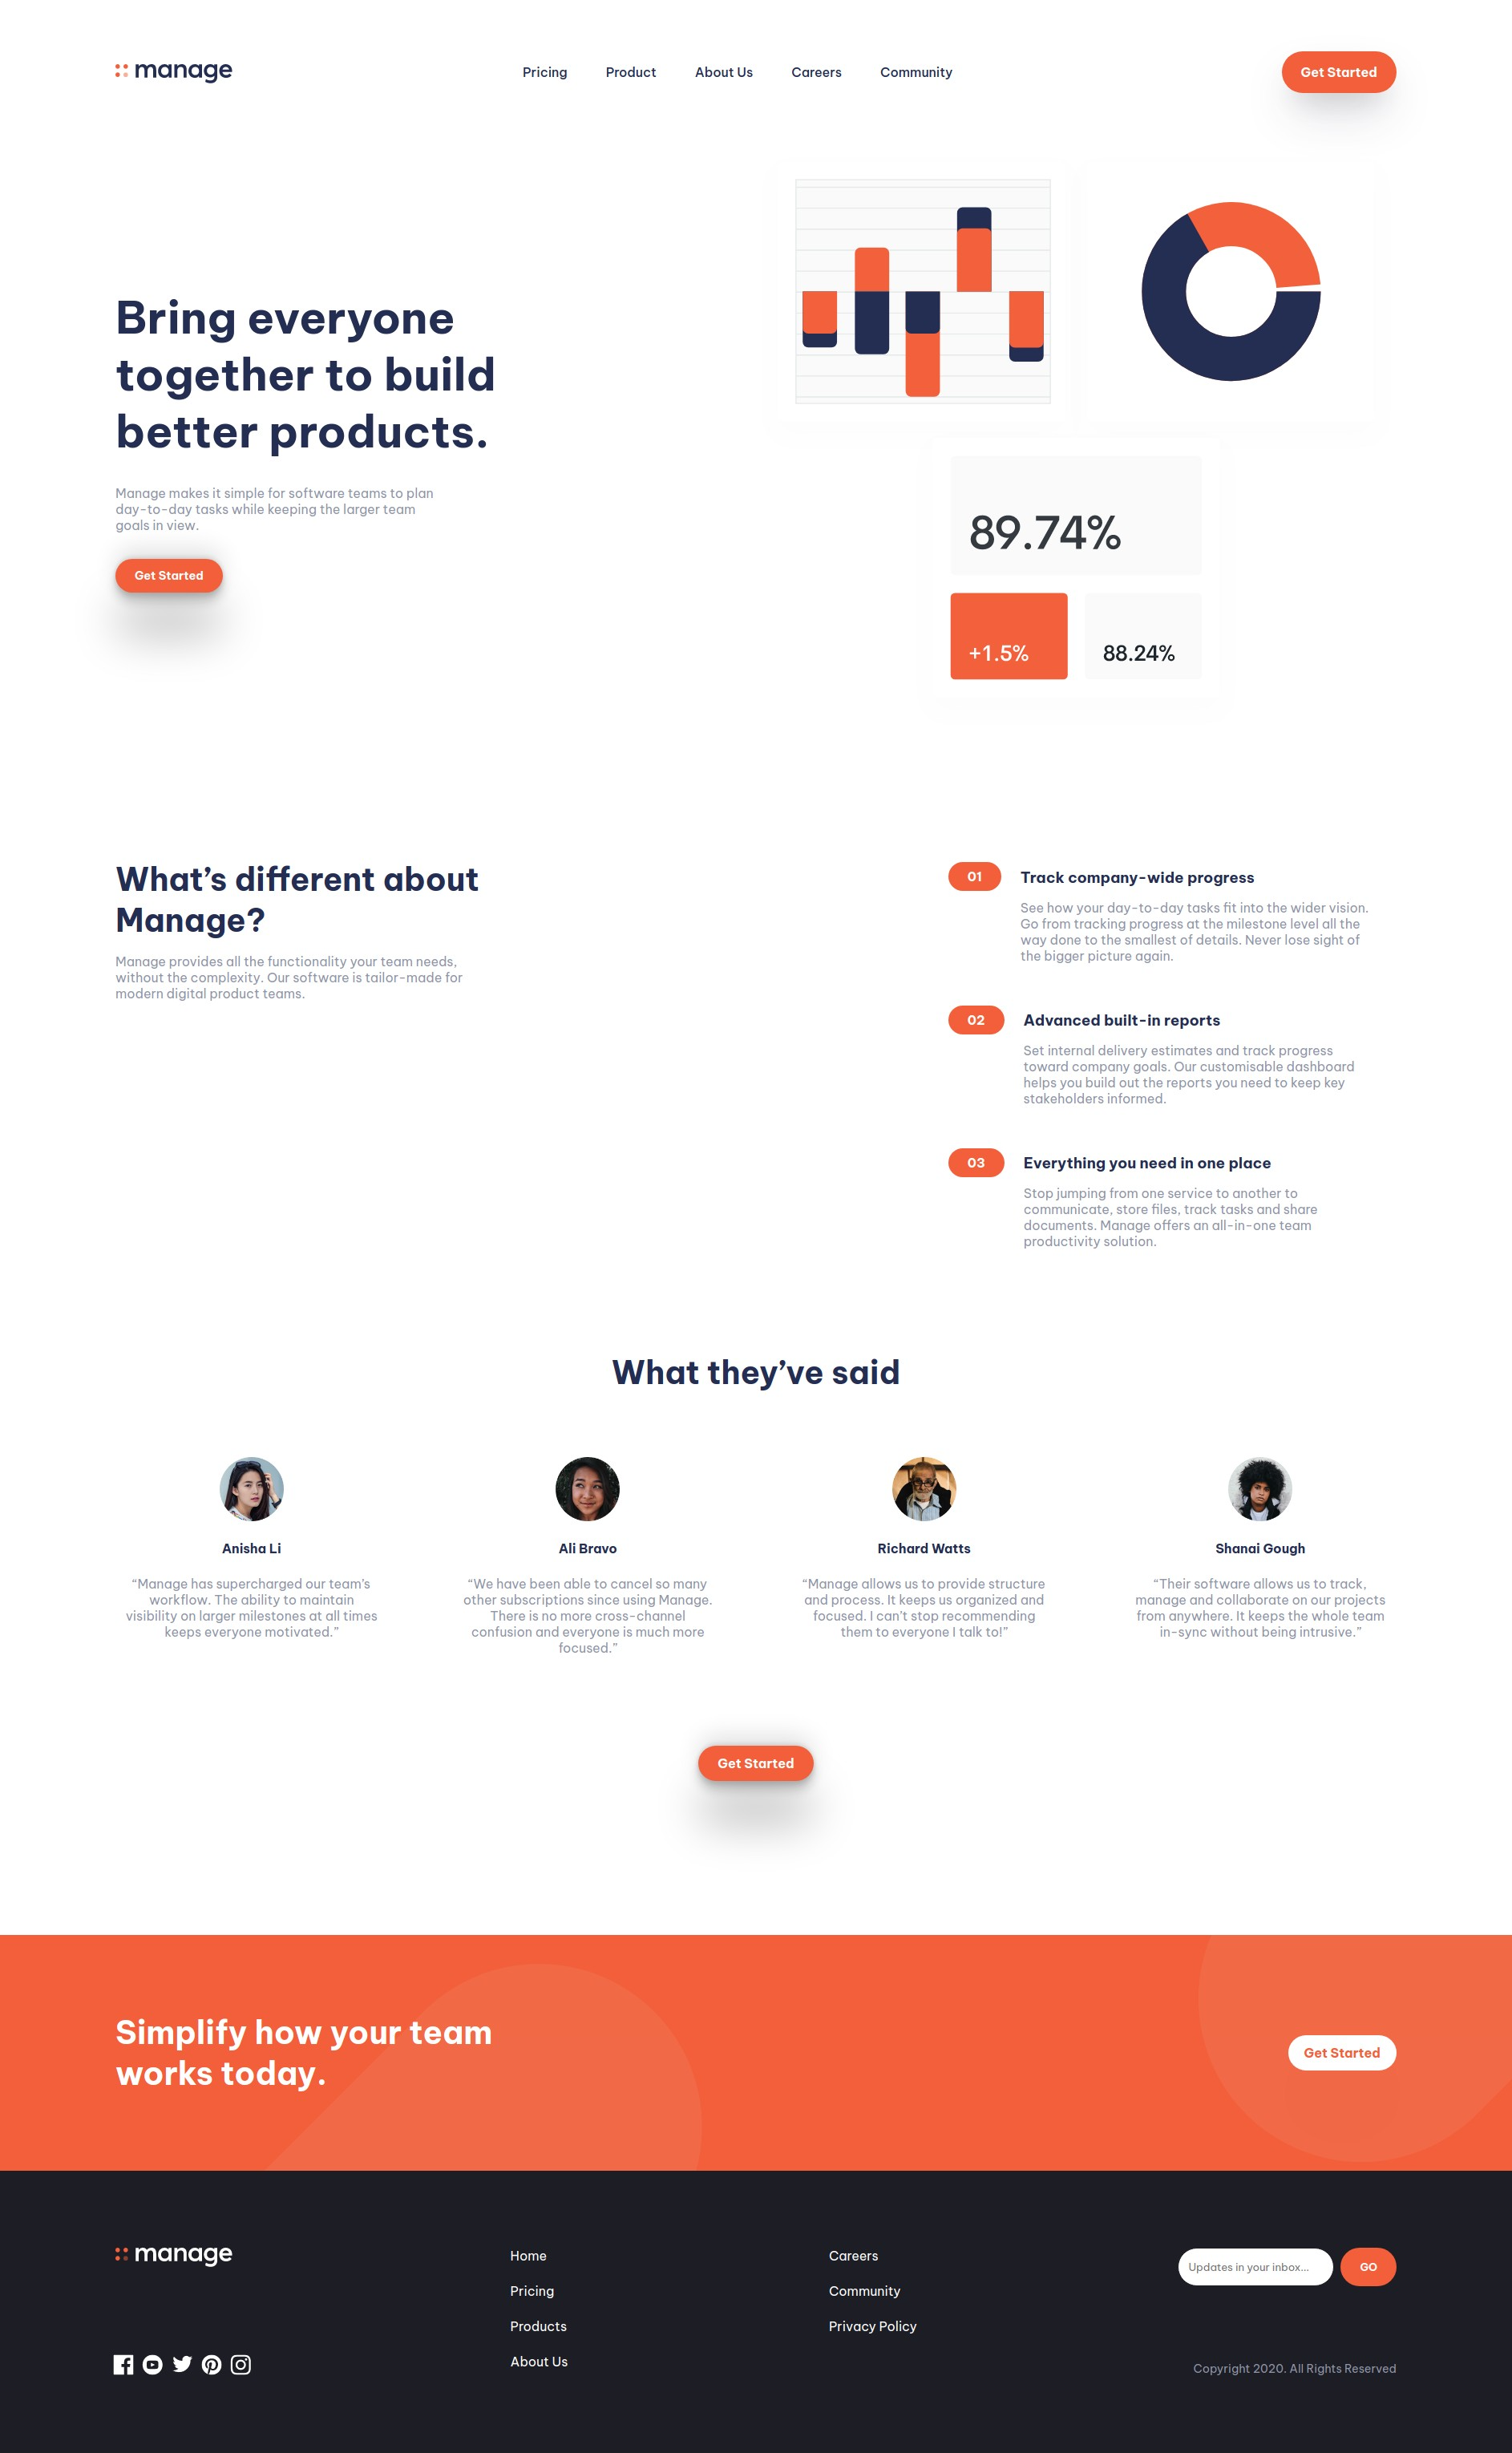 manage
Pricing
Product
About Us
Careers
Community
Get Started
Bring everyone
together to build
better products.
Manage makes it simple for software teams to plan
day-to-day tasks while keeping the larger team
goals in view.
Get Started
89.74%
+1.5%
88.24%
What’s different about
Manage?
Manage provides all the functionality your team needs,
without the complexity. Our software is tailor-made for
modern digital product teams.
01
Track company-wide progress
See how your day-to-day tasks fit into the wider vision.
Go from tracking progress at the milestone level all the
way done to the smallest of details. Never lose sight of
the bigger picture again.
02
Advanced built-in reports
Set internal delivery estimates and track progress
toward company goals. Our customisable dashboard
helps you build out the reports you need to keep key
stakeholders informed.
03
Everything you need in one place
Stop jumping from one service to another to
communicate, store files, track tasks and share
documents. Manage offers an all-in-one team
productivity solution.
What they’ve said
Anisha Li
“Manage has supercharged our team’s
workflow. The ability to maintain
visibility on larger milestones at all times
keeps everyone motivated.”
Ali Bravo
“We have been able to cancel so many
other subscriptions since using Manage.
There is no more cross-channel
confusion and everyone is much more
focused.”
Richard Watts
“Manage allows us to provide structure
and process. It keeps us organized and
focused. I can’t stop recommending
them to everyone I talk to!”
Shanai Gough
“Their software allows us to track,
manage and collaborate on our projects
from anywhere. It keeps the whole team
in-sync without being intrusive.”
Get Started
Simplify how your team
works today.
Get Started
manage
Home
Pricing
Products
About Us
Careers
Community
Privacy Policy
Updates in your inbox...
GO
Copyright 2020. All Rights Reserved